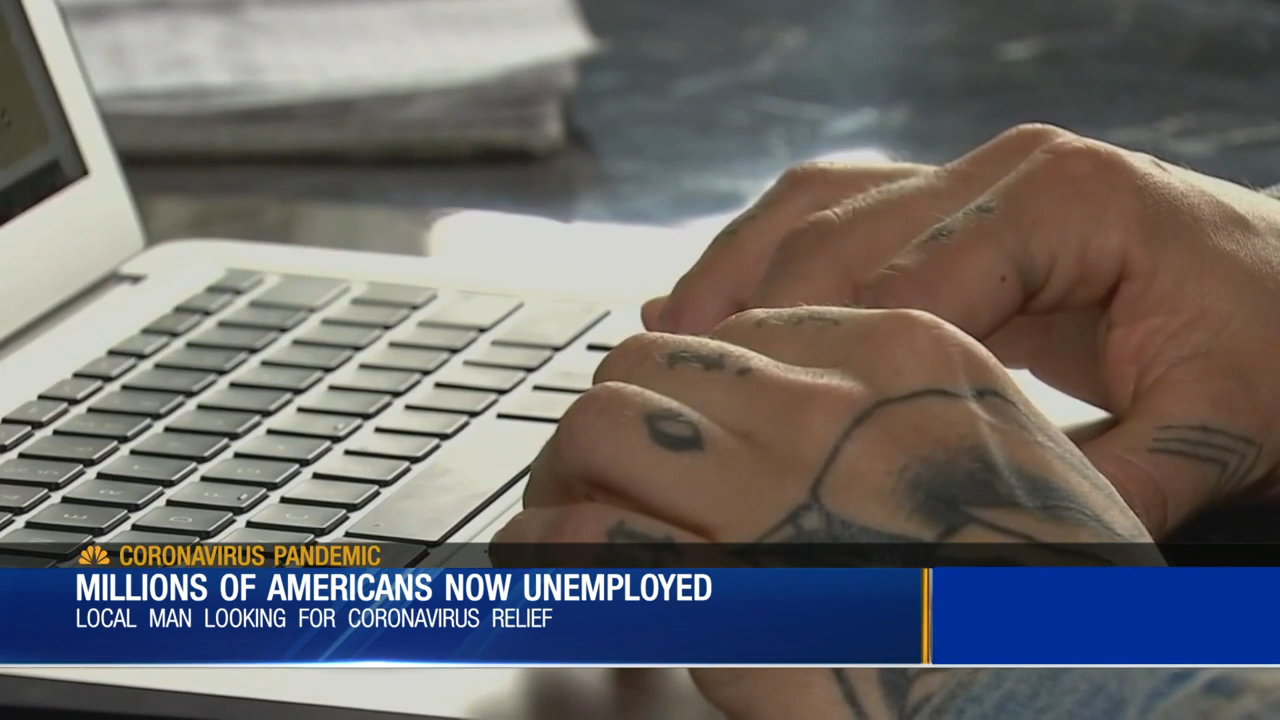 CORONAVIRUS PANDEMIC
MILLIONS OF AMERICANS NOW UNEMPLOYED
LOCAL MAN LOOKING FOR CORONAVIRUS RELIEF